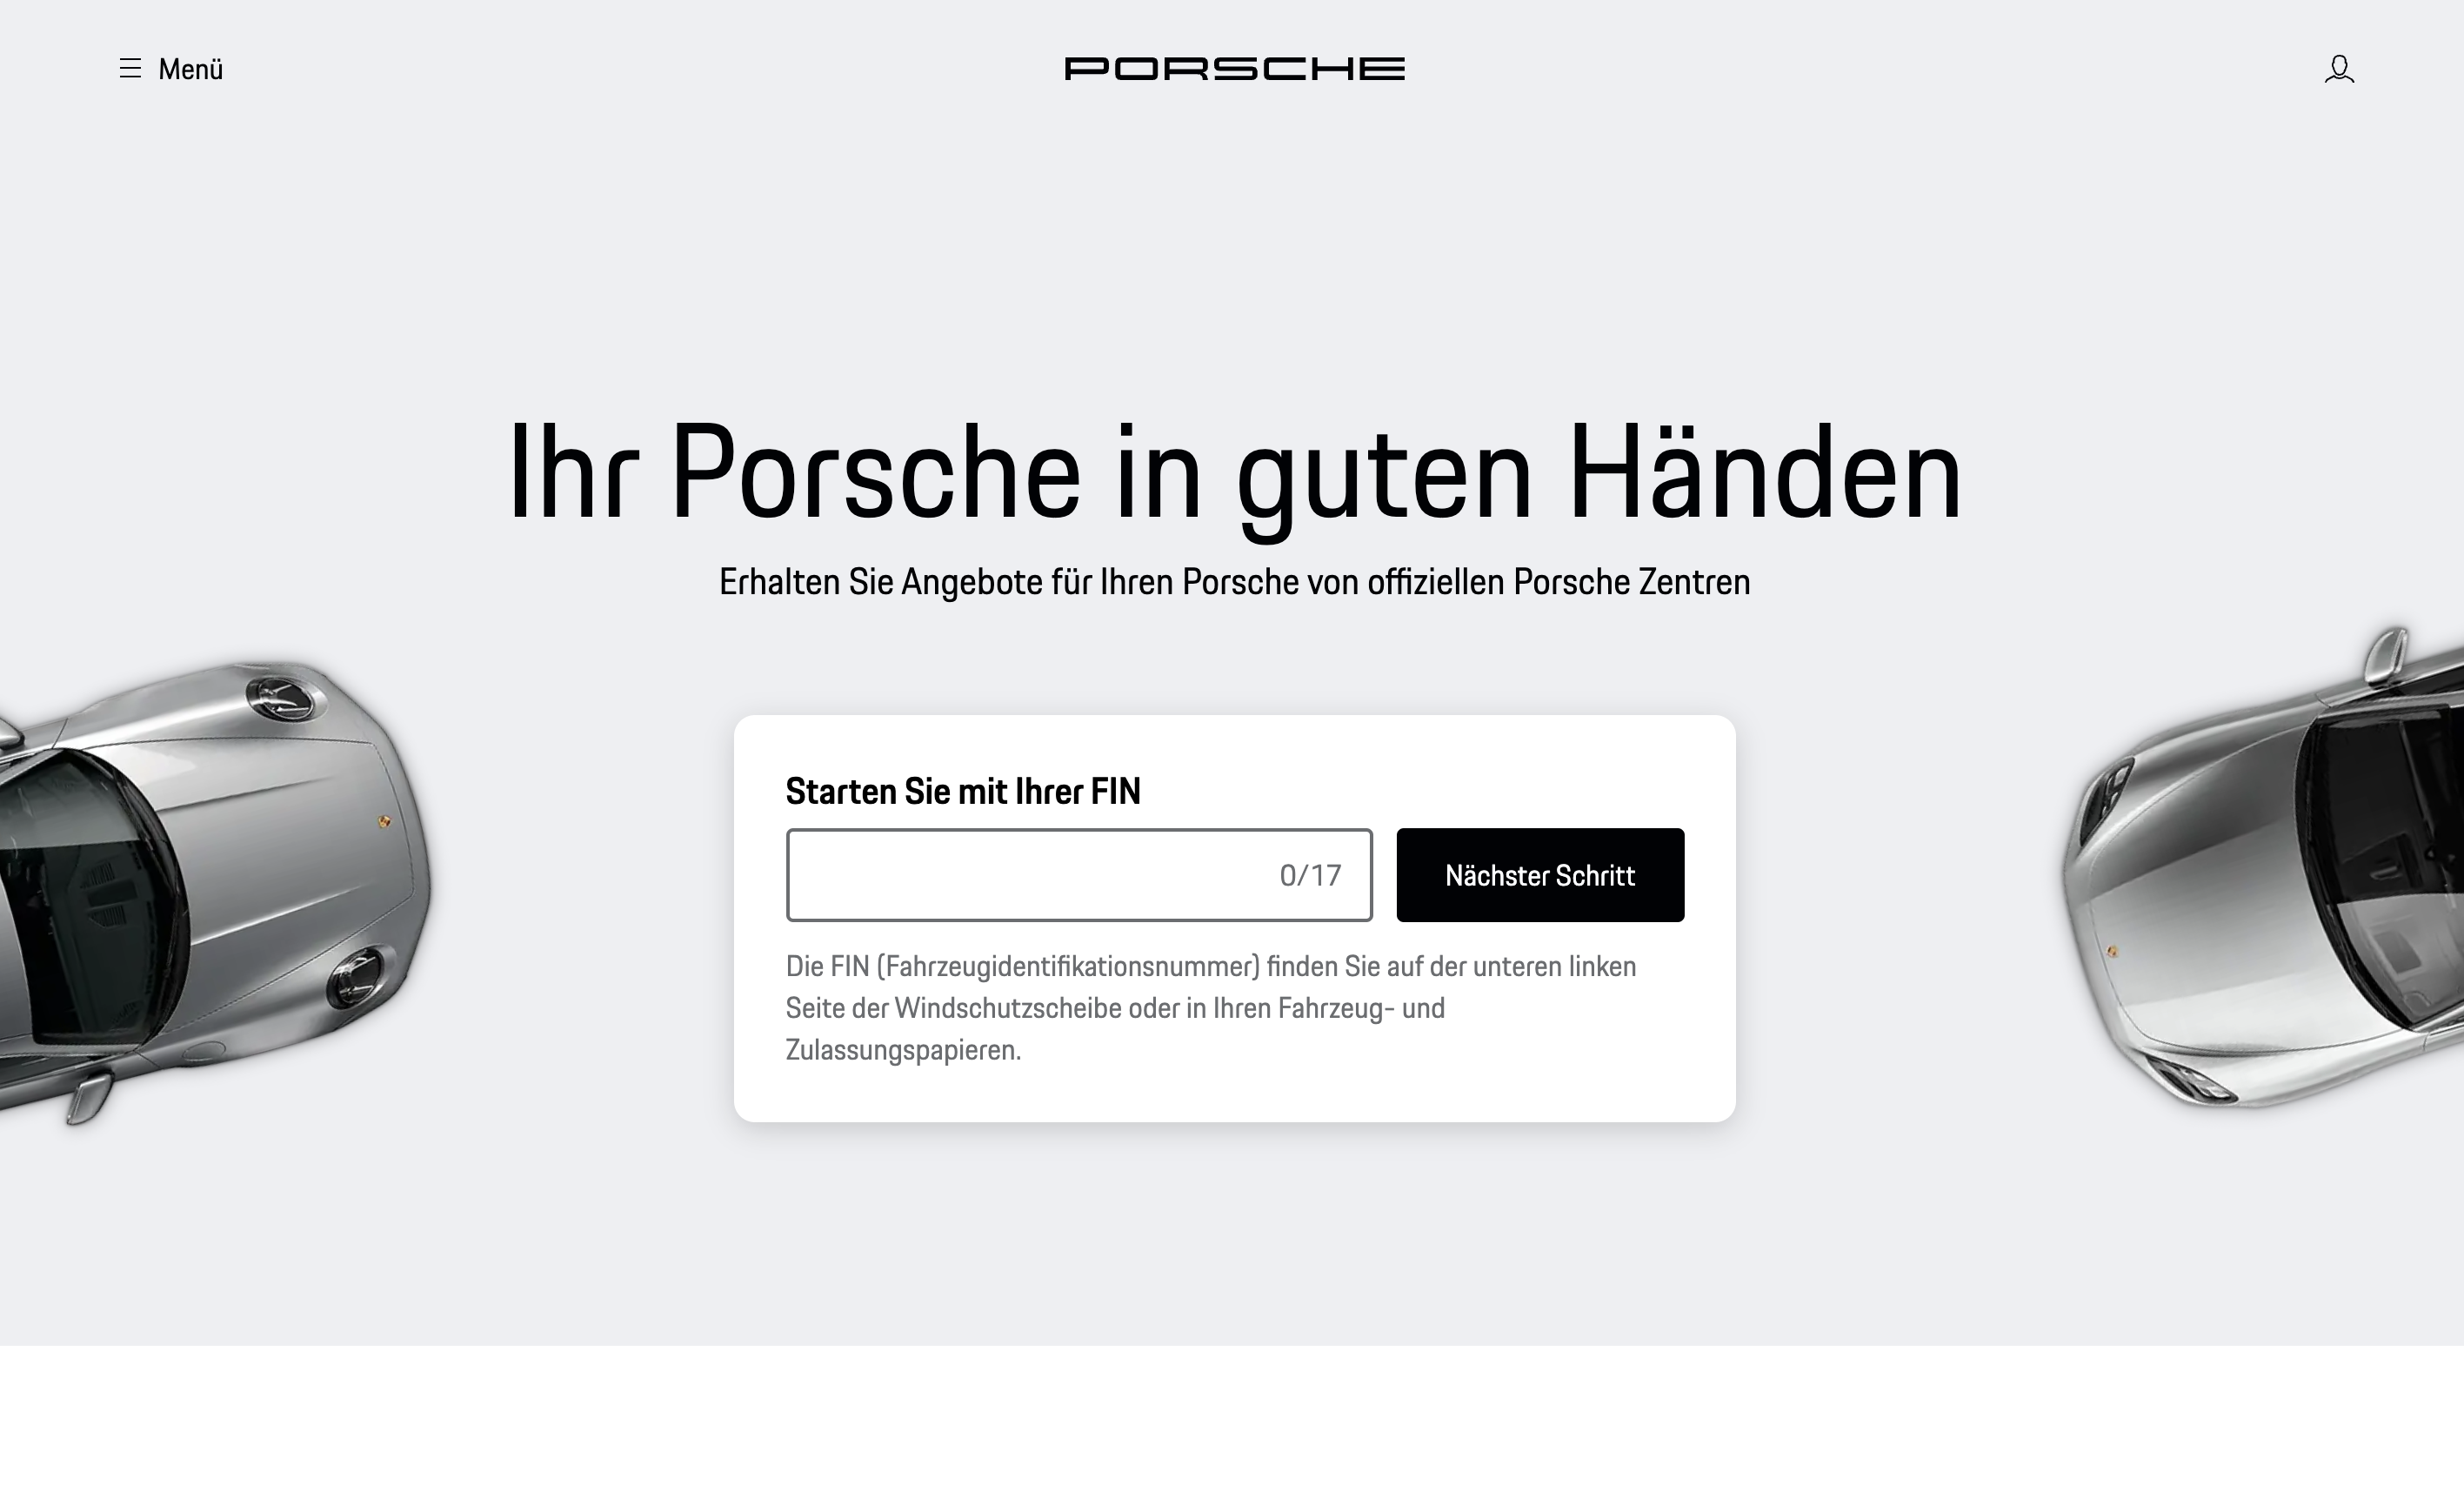 Menü
PORSCHE
Ihr Porsche in guten Händen
Erhalten Sie Angebote für Ihren Porsche von offiziellen Porsche Zentren
Starten Sie mit Ihrer FIN
0/17
Nächster Schritt
Die FIN (Fahrzeugidentifikationsnummer) finden Sie auf der unteren linken
Seite der Windschutzscheibe oder in Ihren Fahrzeug- und
Zulassungspapieren.